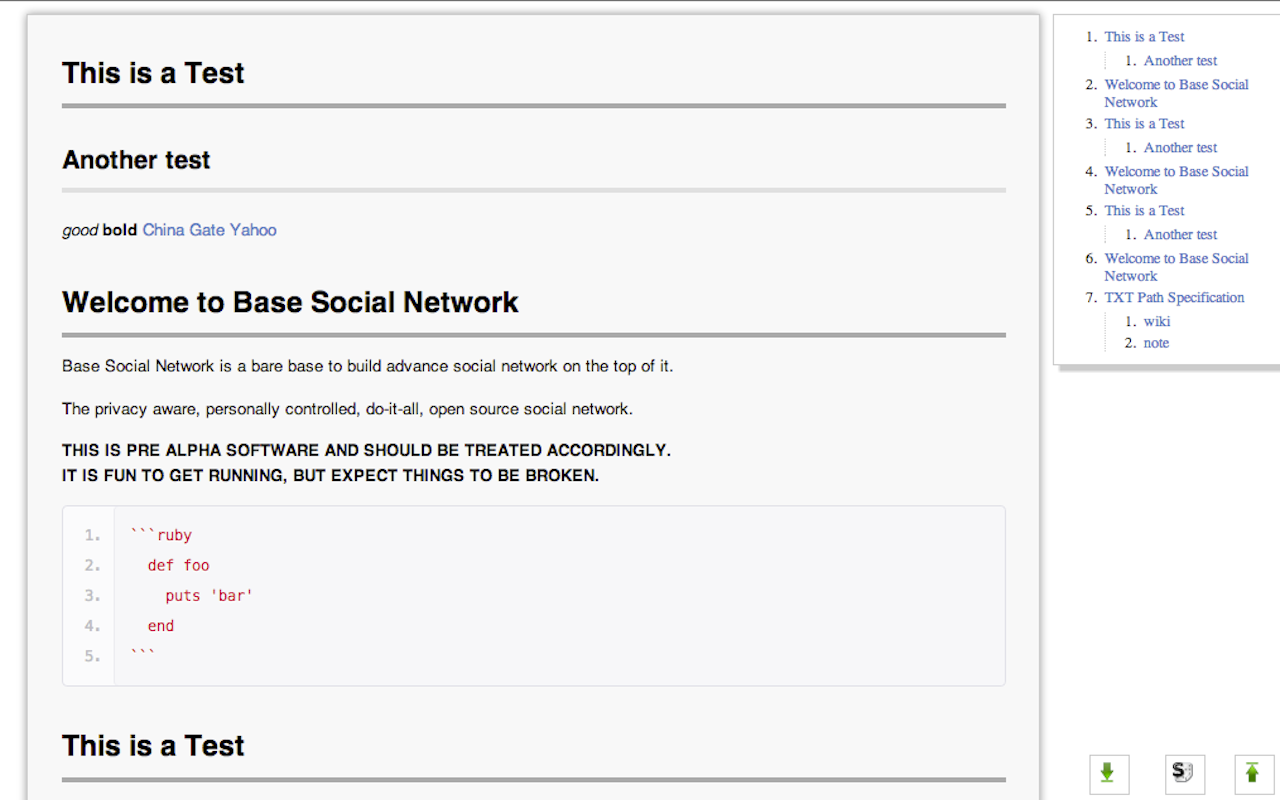 This is a Test
Another test
good bold China Gate Yahoo
Welcome to Base Social Network
Base Social Network is a bare base to build advance social network on the top of it.
The privacy aware, personally controlled, do-it-all, open source social network.
THIS IS PRE ALPHA SOFTWARE AND SHOULD BE TREATED ACCORDINGLY.
IT IS FUN TO GET RUNNING, BUT EXPECT THINGS TO BE BROKEN.
1. ```ruby
2.   def foo
3.     puts 'bar'
4.   end
5. ```
This is a Test
1. This is a Test
1. Another test
2. Welcome to Base Social
Network
3. This is a Test
1. Another test
4. Welcome to Base Social
Network
5. This is a Test
1. Another test
6. Welcome to Base Social
Network
7. TXT Path Specification
1. wiki
2. note
S